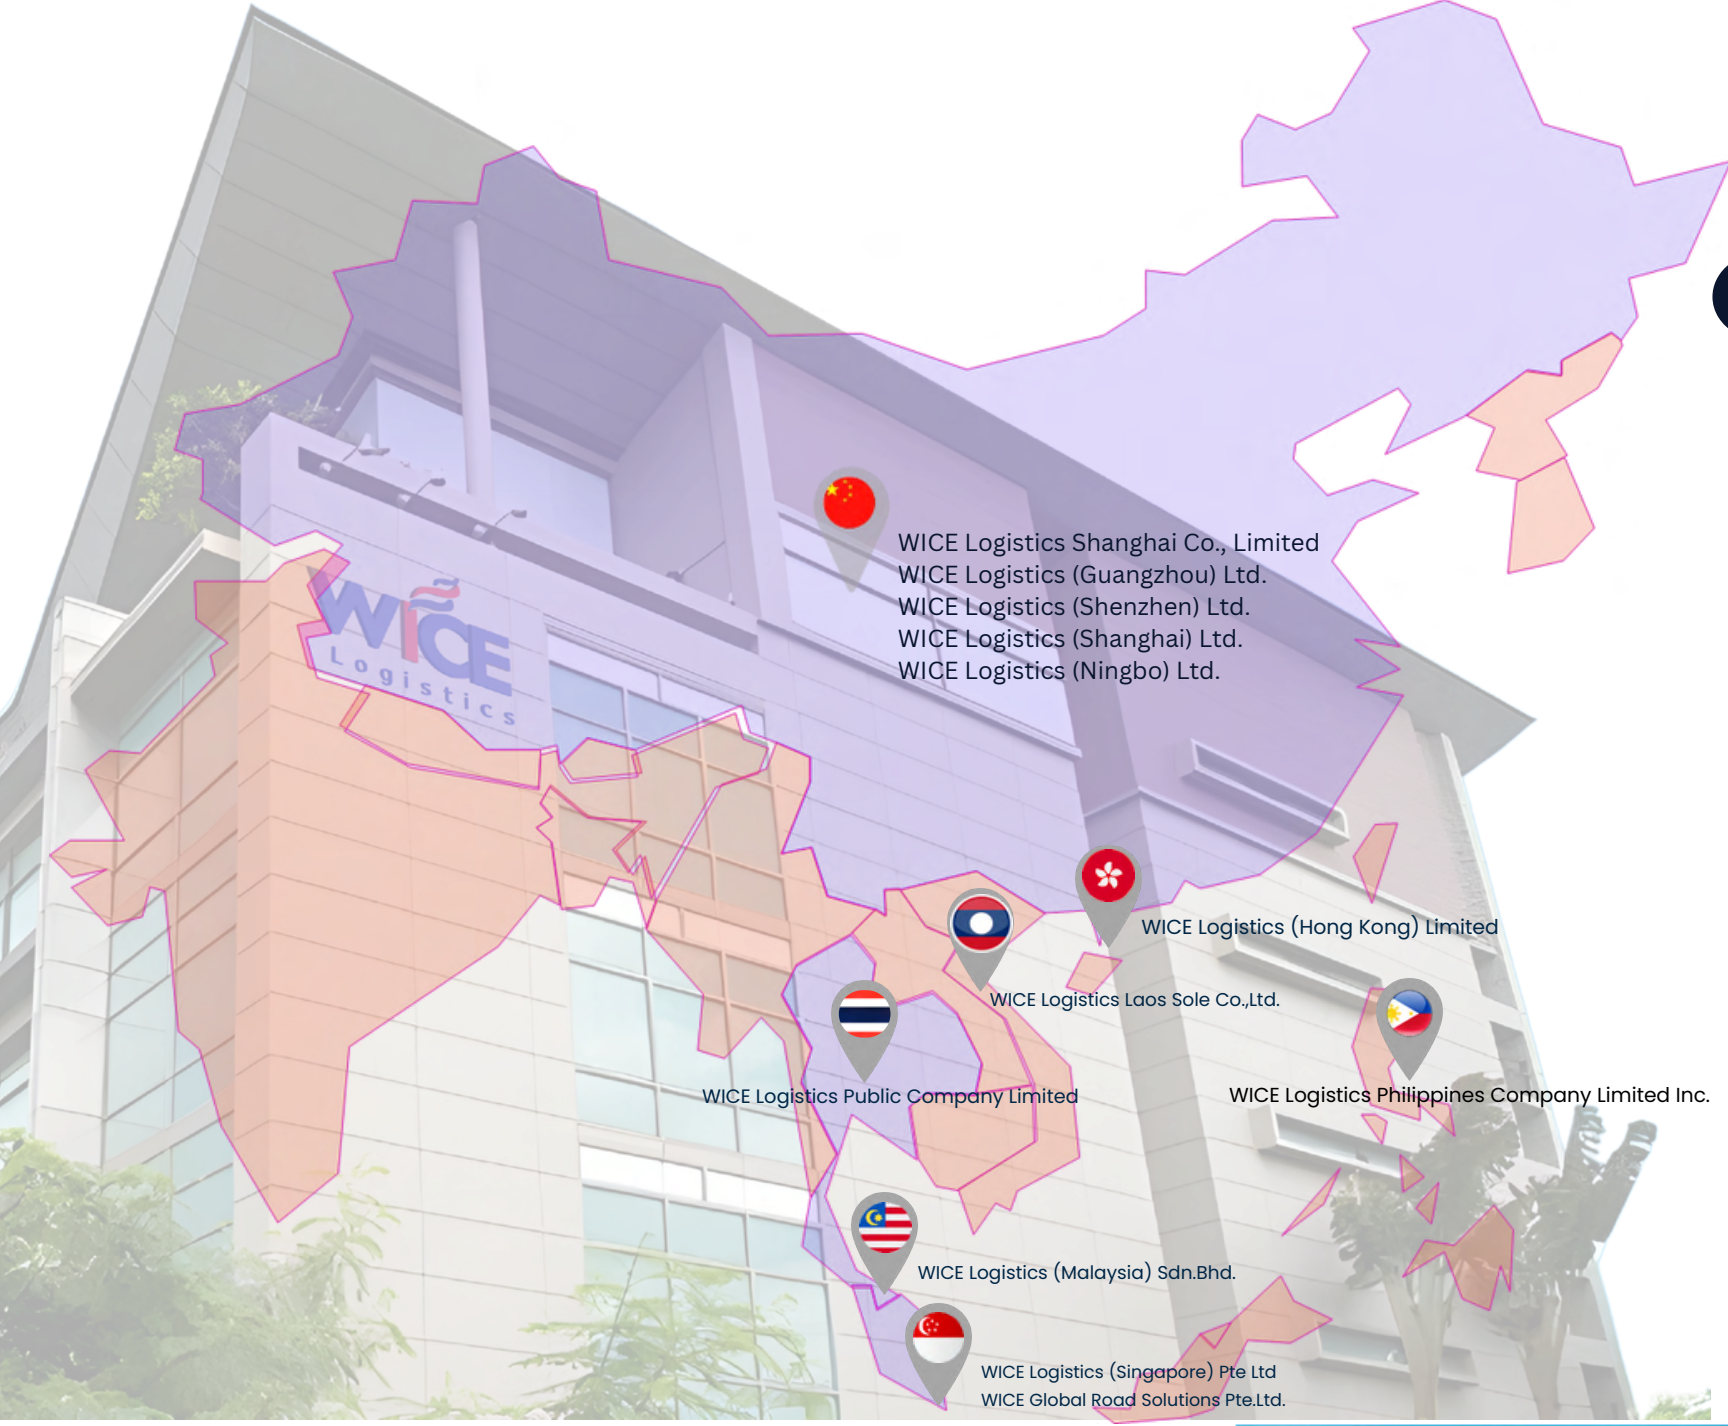 WICE
Logistics
WICE Logistics Shanghai Co., Limited
WICE Logistics (Guangzhou) Ltd.
WICE Logistics (Shenzhen) Ltd.
WICE Logistics (Shanghai) Ltd.
WICE Logistics (Ningbo) Ltd.
WICE Logistics (Hong Kong) Limited
WICE Logistics Laos Sole Co.,Ltd.
WICE Logistics Public Company Limited
WICE Logistics Philippines Company Limited Inc.
WICE Logistics (Malaysia) Sdn.Bhd.
WICE Logistics (Singapore) Pte Ltd
WICE Global Road Solutions Pte.Ltd.